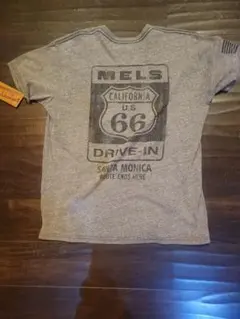 MELS
CALIFORNIA
U S
66
DRIVE-IN
SANTA MONICA
ROUTE ENDS HERE